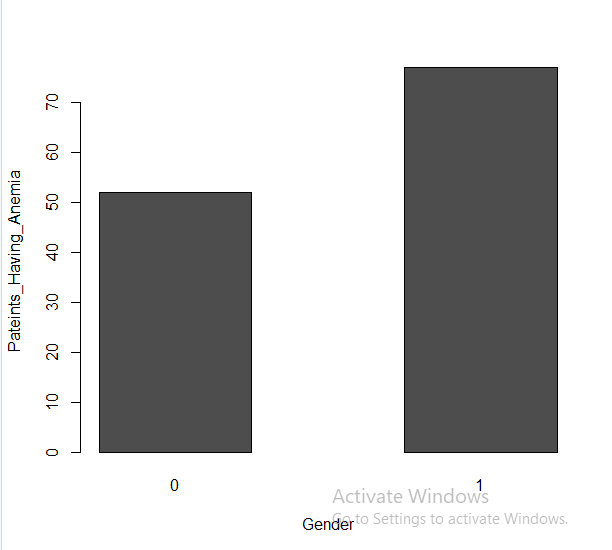 Pateints_Having_Anemia
70
60
50
40
30
20
10
0
0
1
Activate Windows
Go to Settings to activate Windows.
Gender